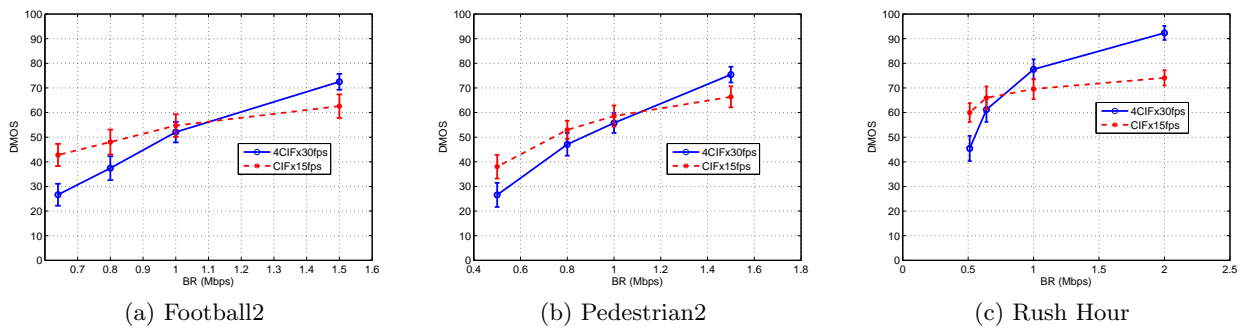 100
90
80
70
60
50
40
30
20
10
0
DMOS
0.7 0.8 0.9 1 1.1 1.2 1.3 1.4 1.5 1.6
BR (Mbps)
4CIFx30fps
CIFx15fps
(a) Football2
100
90
80
70
60
50
40
30
20
10
0
DMOS
0.4 0.6 0.8 1 1.2 1.4 1.6 1.8
BR (Mbps)
4CIFx30fps
CIFx15fps
(b) Pedestrian2
100
90
80
70
60
50
40
30
20
10
0
DMOS
0 0.5 1 1.5 2 2.5
BR (Mbps)
4CIFx30fps
CIFx15fps
(c) Rush Hour